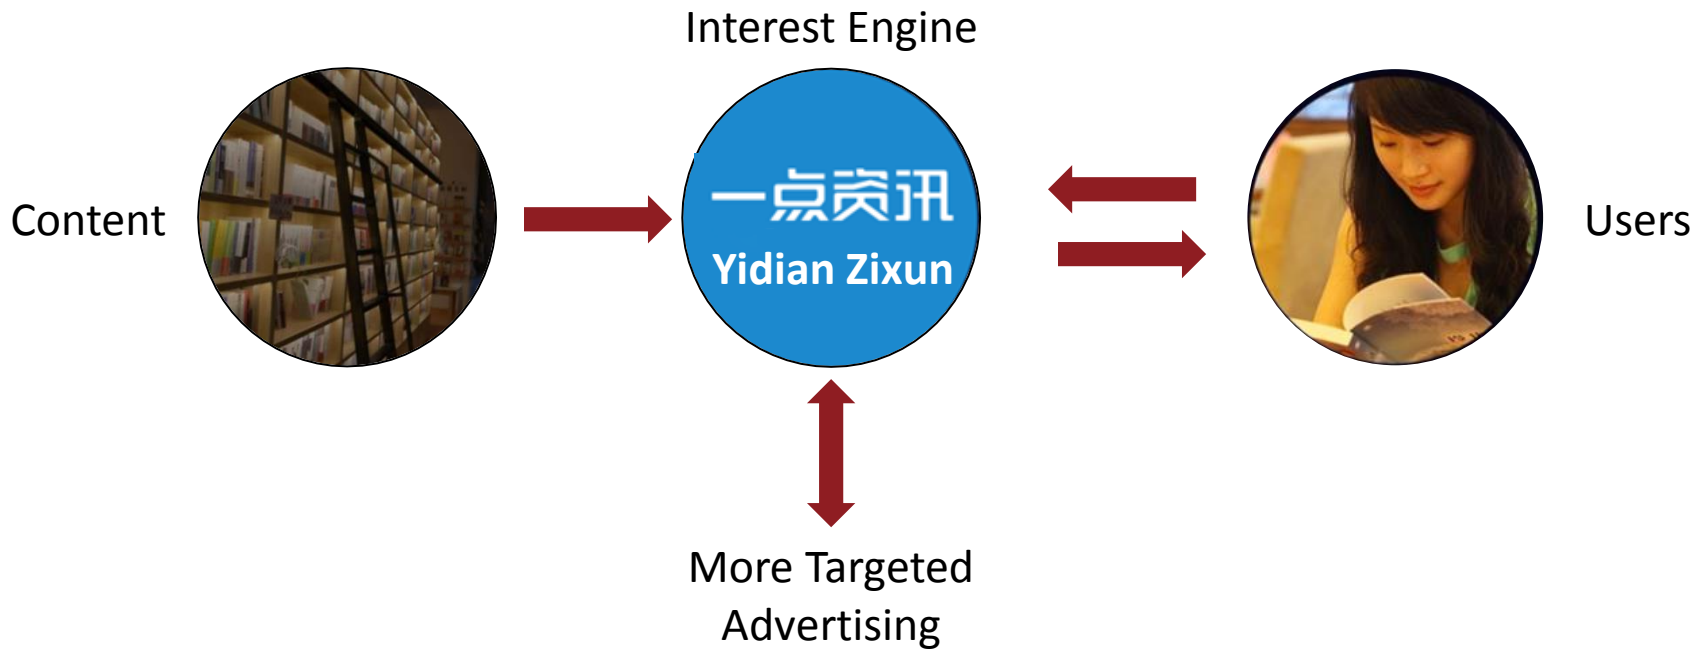 Interest Engine
Content
一点资讯
Yidian Zixun
Users
More Targeted
Advertising